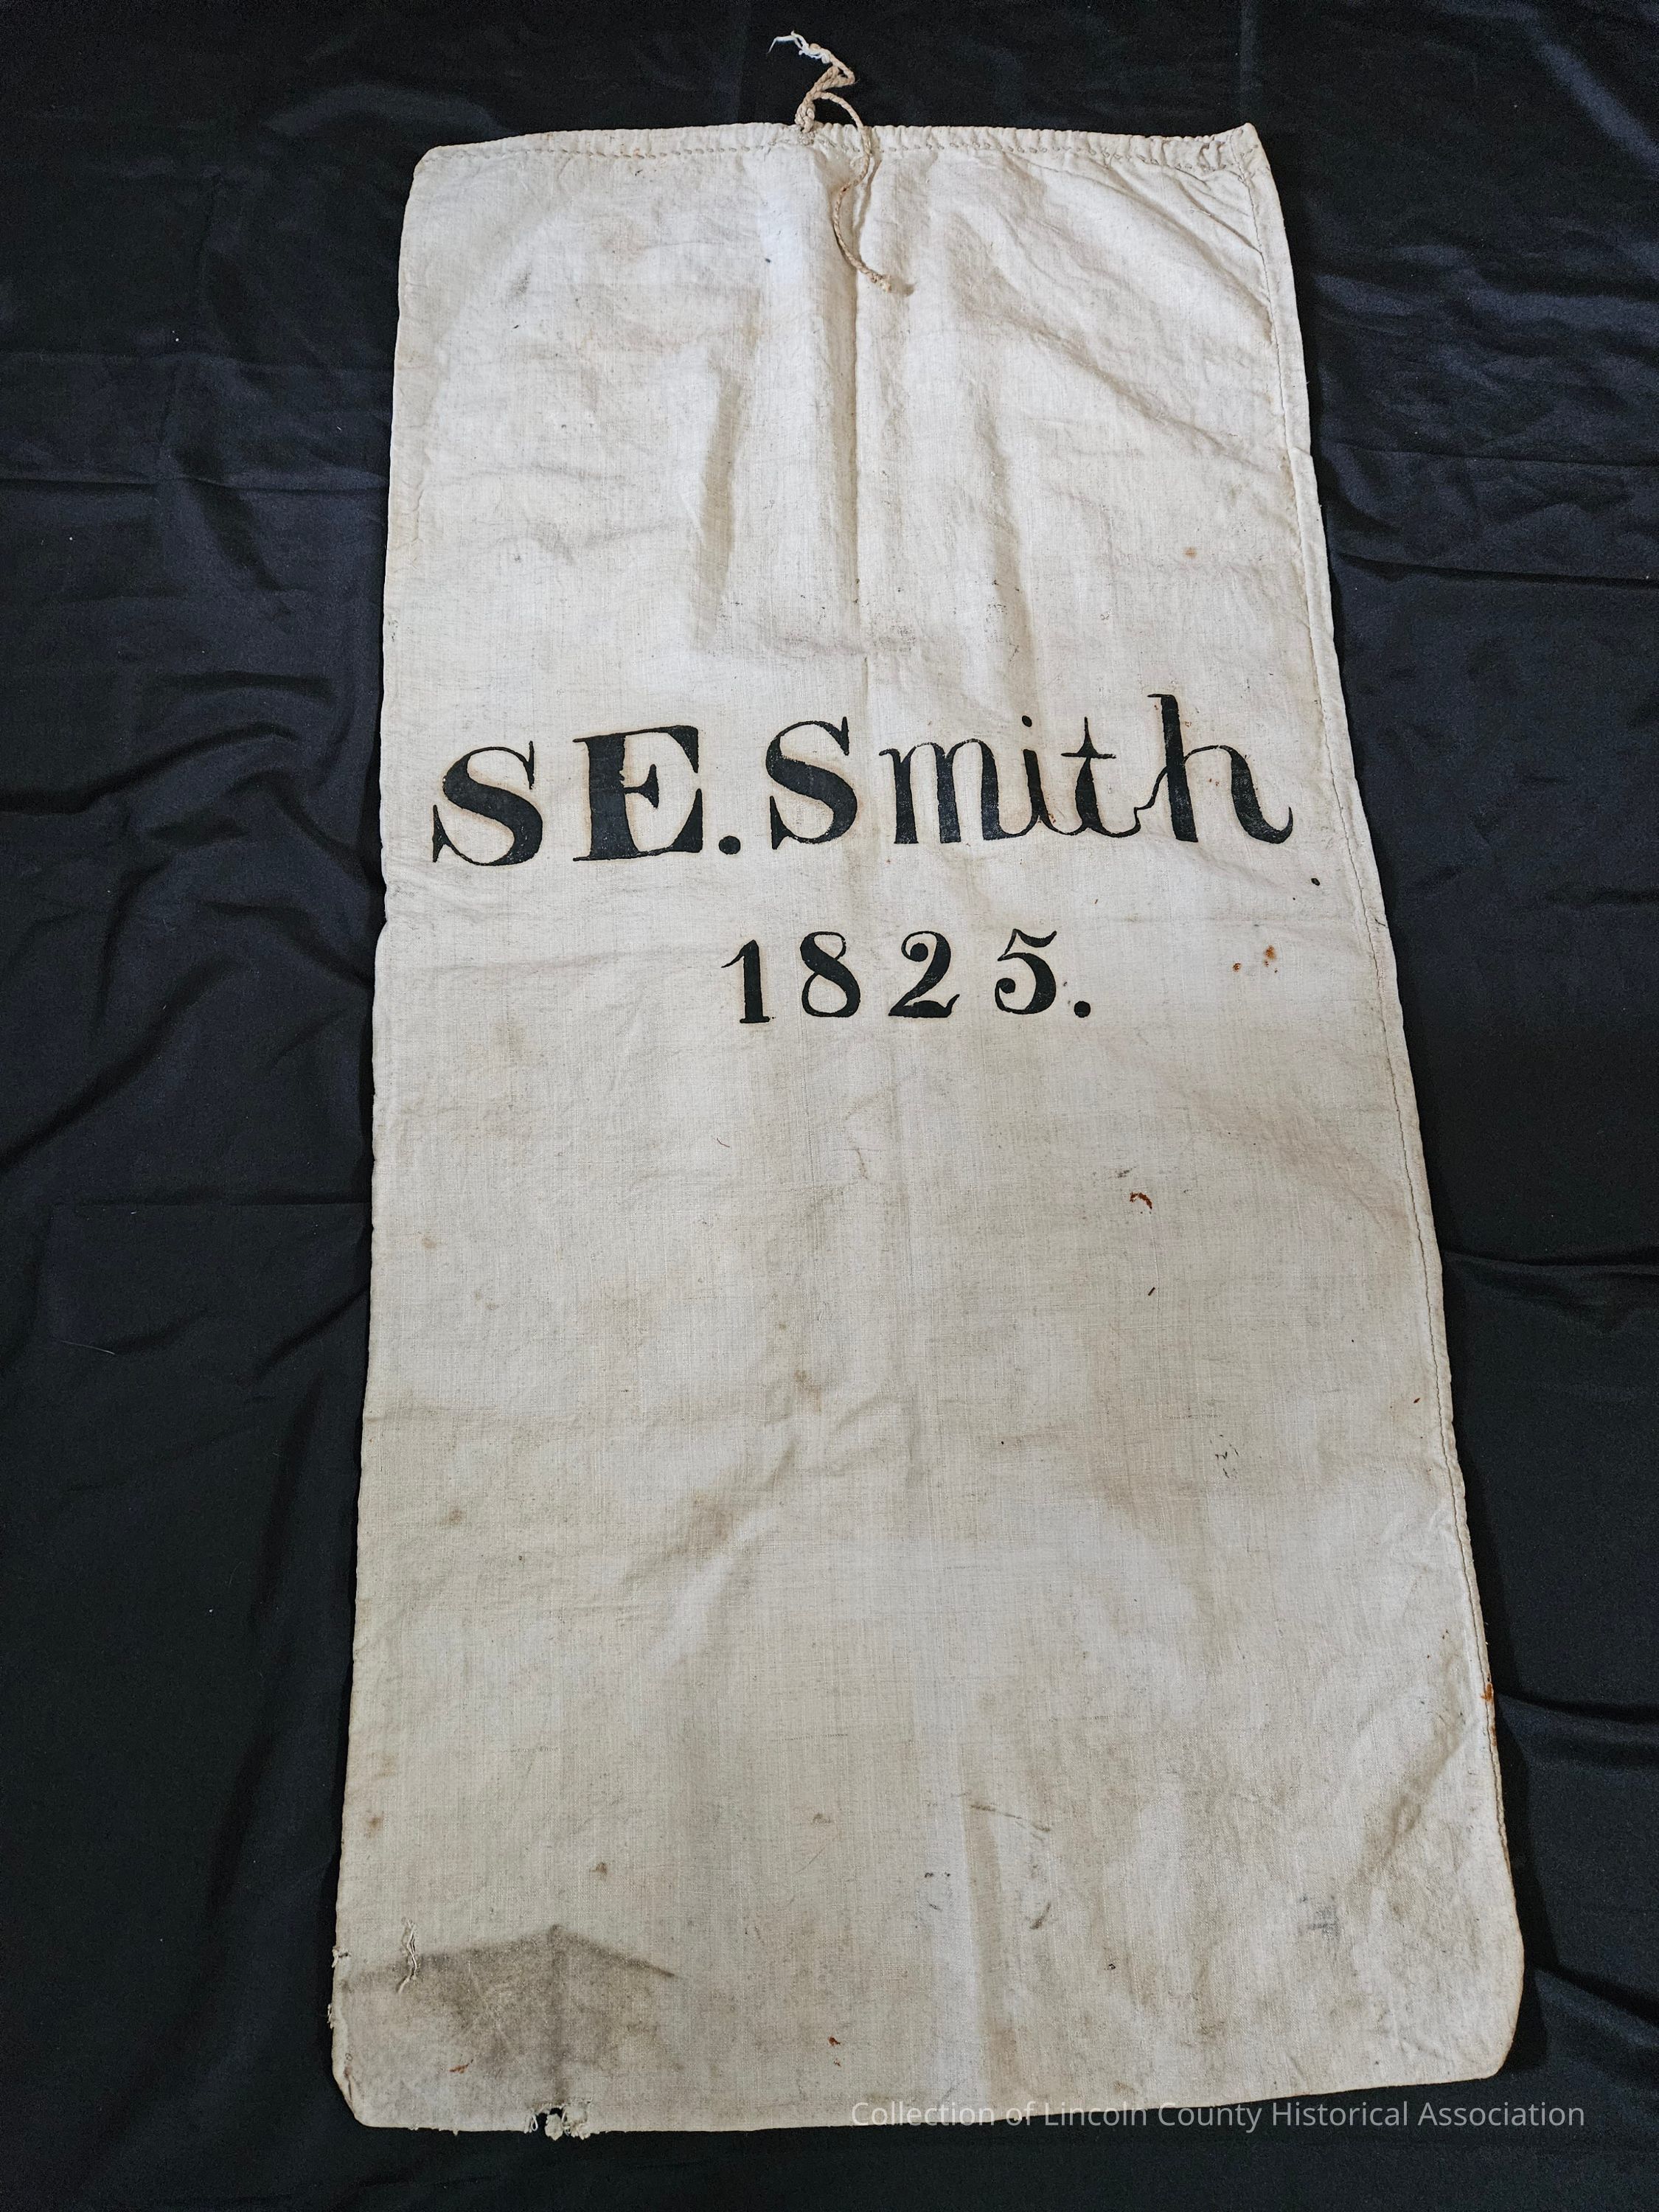 SE. Smith
1825.
Collection of Lincoln County Historical Association